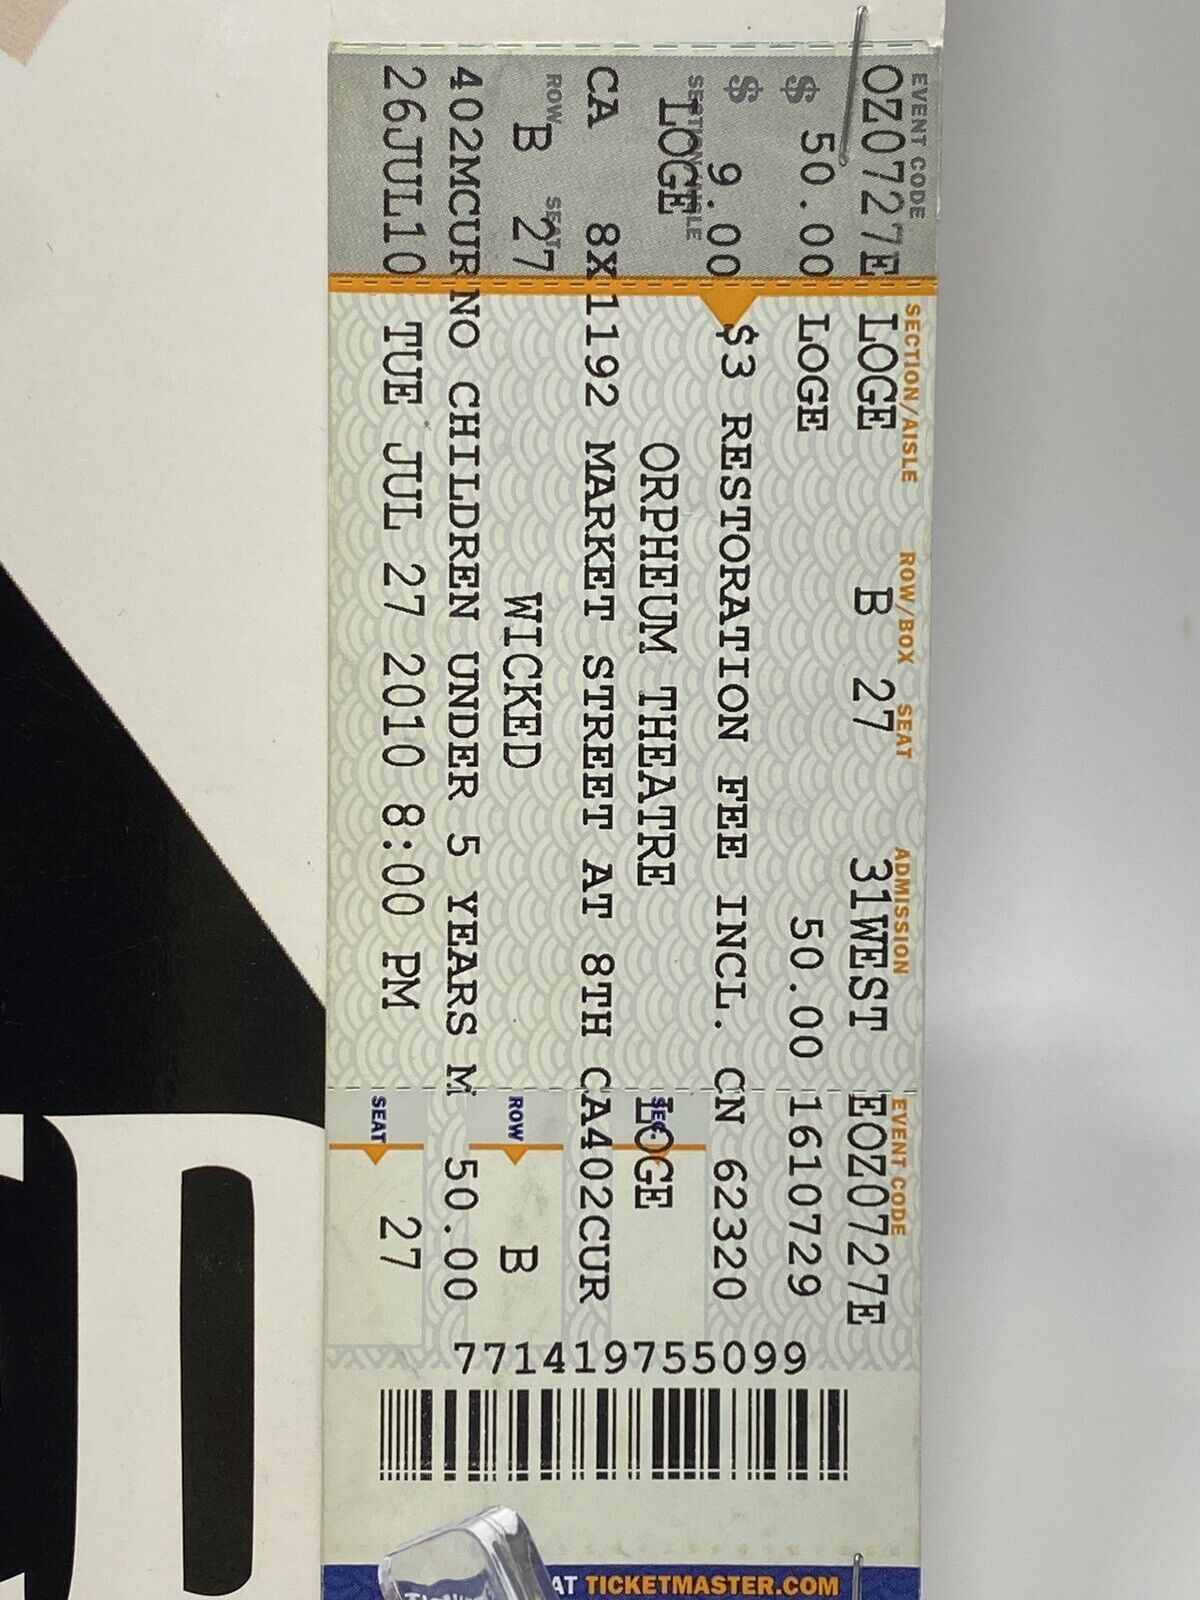 EVENT CODE SECTION/AISLE ROW/BOX SEAT ADMISSION EVENT CODE
OZ0727E LOGE B 27 31WEST EOZ0727E
$ 50.00 LOGE 50.00 1610729
$ 9.00 $3 RESTORATION FEE INCL. CN 62320
SECTION/AISLE SEC.
LOGE ORPHEUM THEATRE LOGE
CA 8X1192 MARKET STREET AT 8TH CA402CUR
ROW SEAT ROW
B 27 WICKED B
402MCURNO CHILDREN UNDER 5 YEARS M 50.00
SEAT
26JUL10 TUE JUL 27 2010 8:00 PM 27
771419755099
AT TICKETMASTER.COM